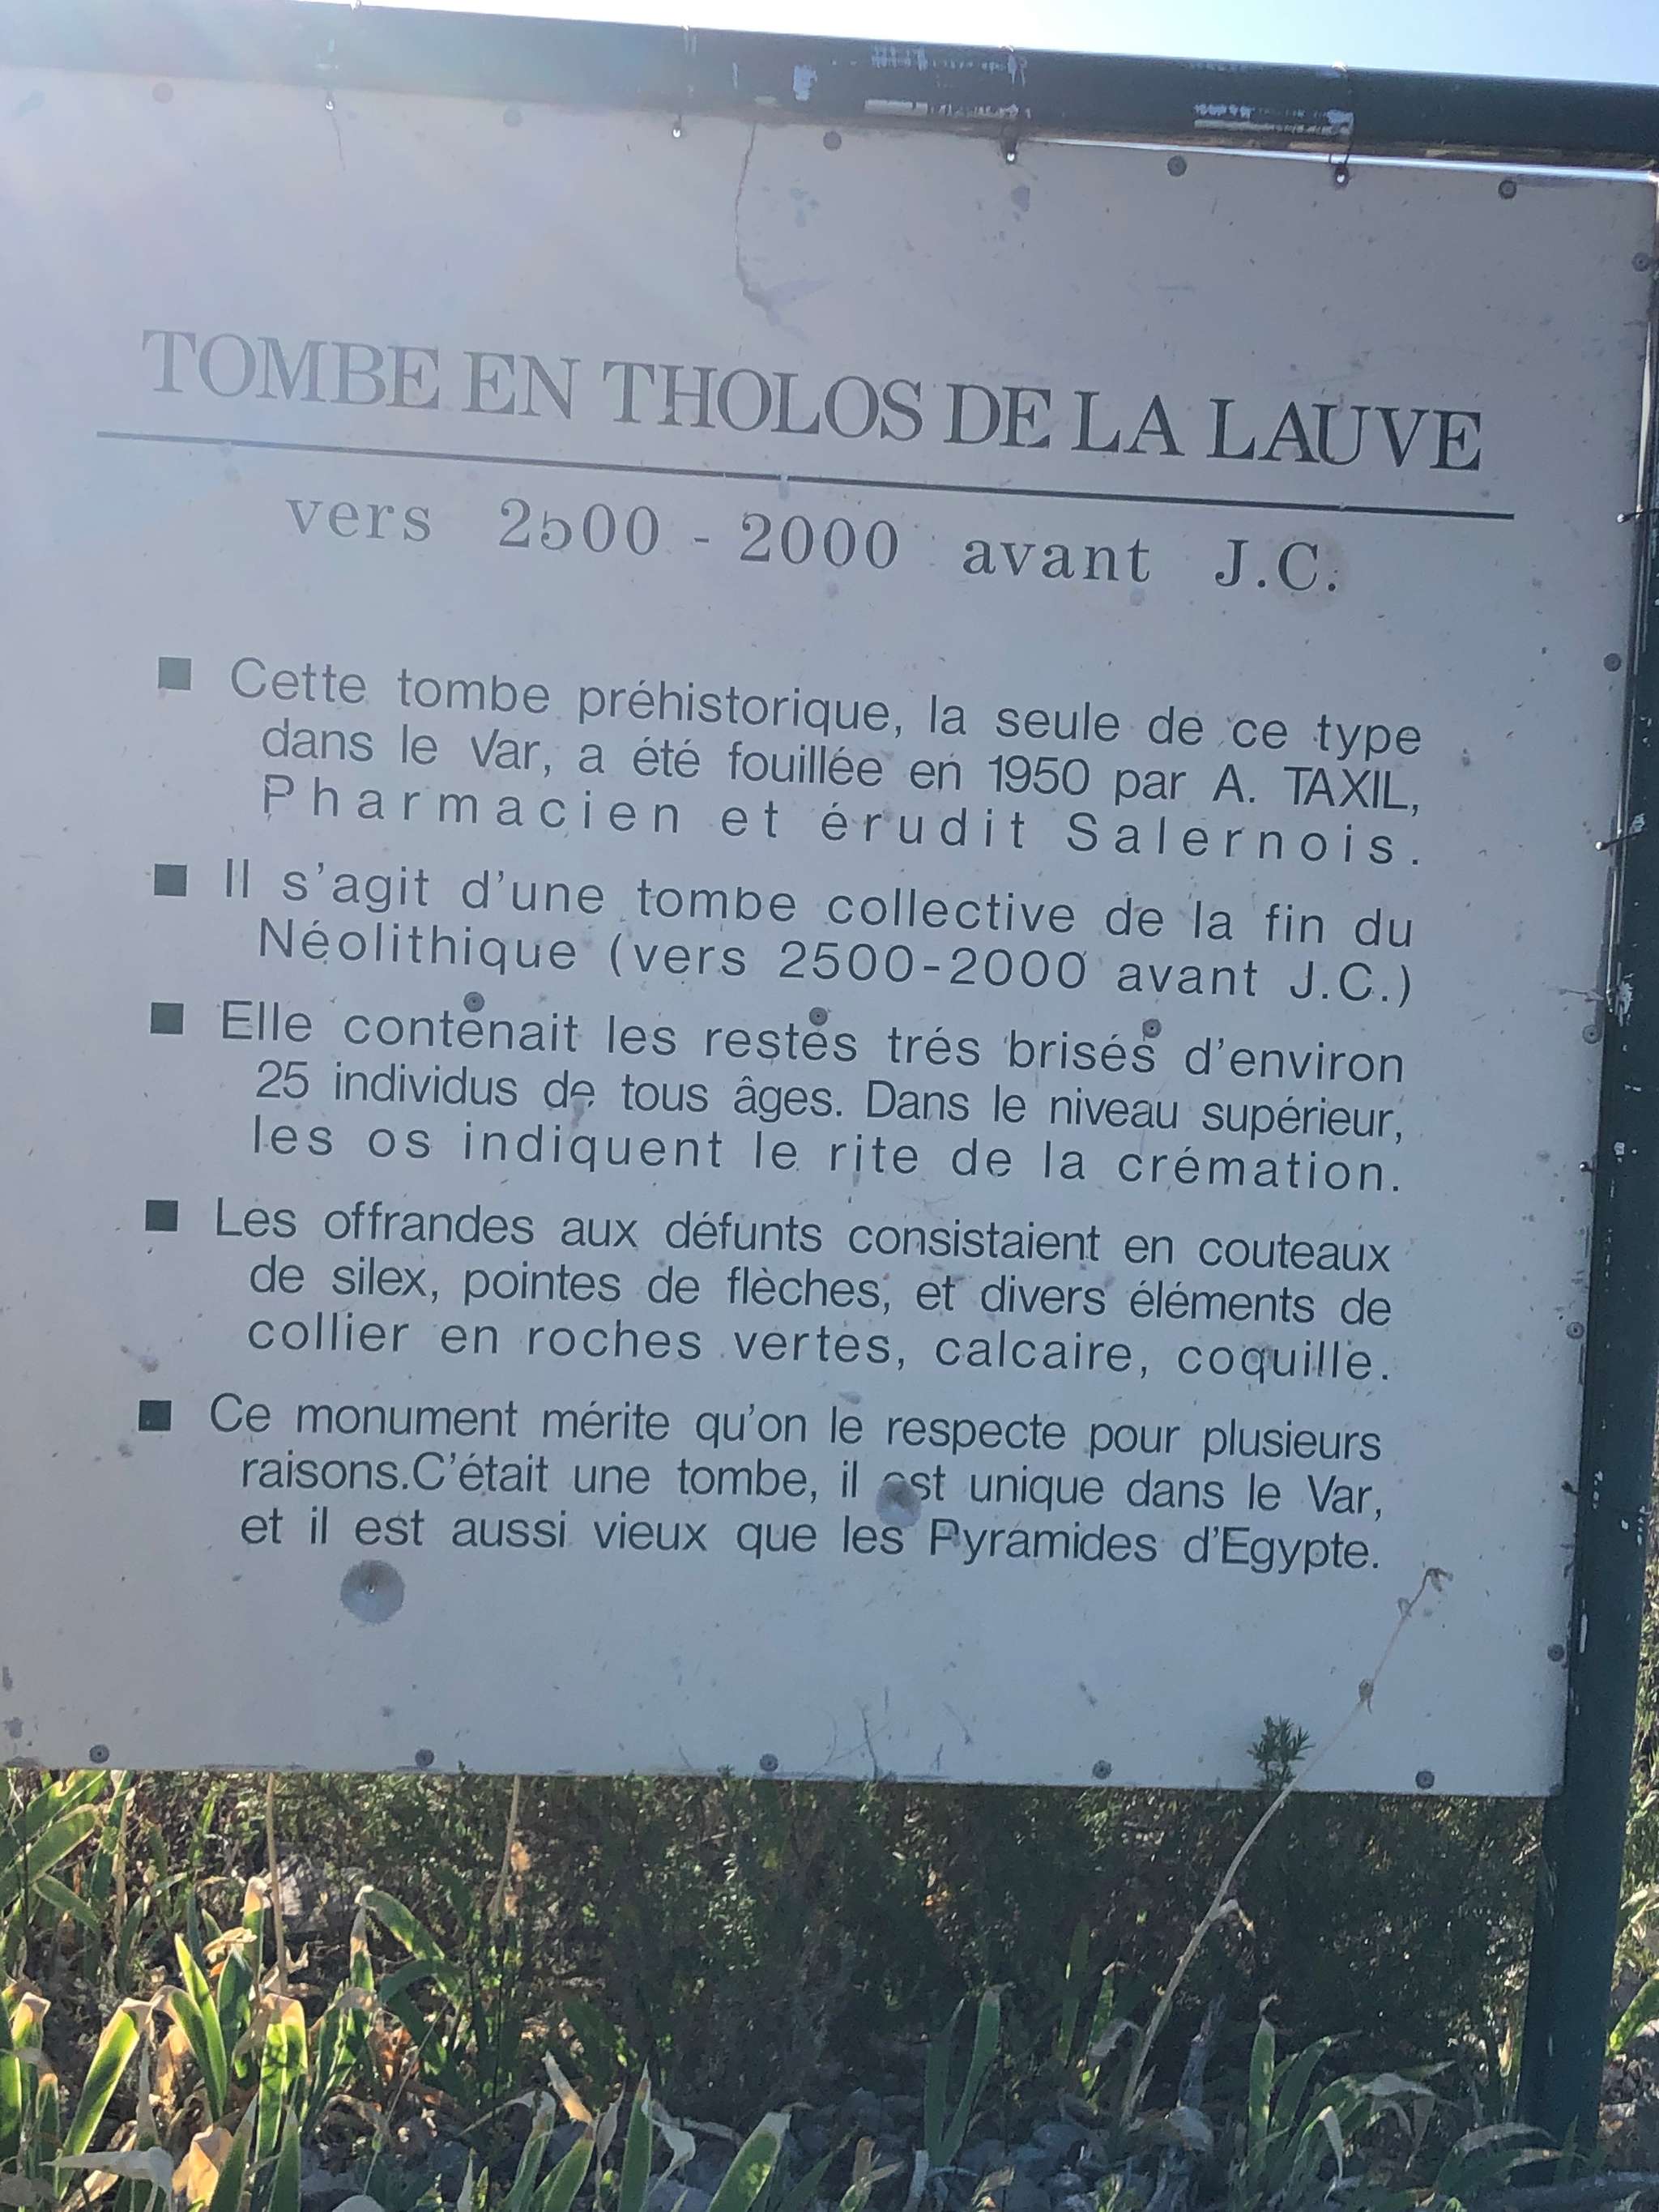 TOMBE EN THOLOS DE LA LAUVE
vers 2500 - 2000 avant J.C.
■ Cette tombe préhistorique, la seule de ce type
dans le Var, a été fouillée en 1950 par A. TAXIL,
Pharmacien et érudit Salernois.
■ Il s'agit d'une tombe collective de la fin du
Néolithique (vers 2500-2000 avant J.C.)
■ Elle contenait les restes trés brisés d'environ
25 individus de tous âges. Dans le niveau supérieur,
les os indiquent le rite de la crémation.
■ Les offrandes aux défunts consistaient en couteaux
de silex, pointes de flèches, et divers éléments de
collier en roches vertes, calcaire, coquille.
■ Ce monument mérite qu'on le respecte pour plusieurs
raisons.C'était une tombe, il est unique dans le Var,
et il est aussi vieux que les Pyramides d'Egypte.